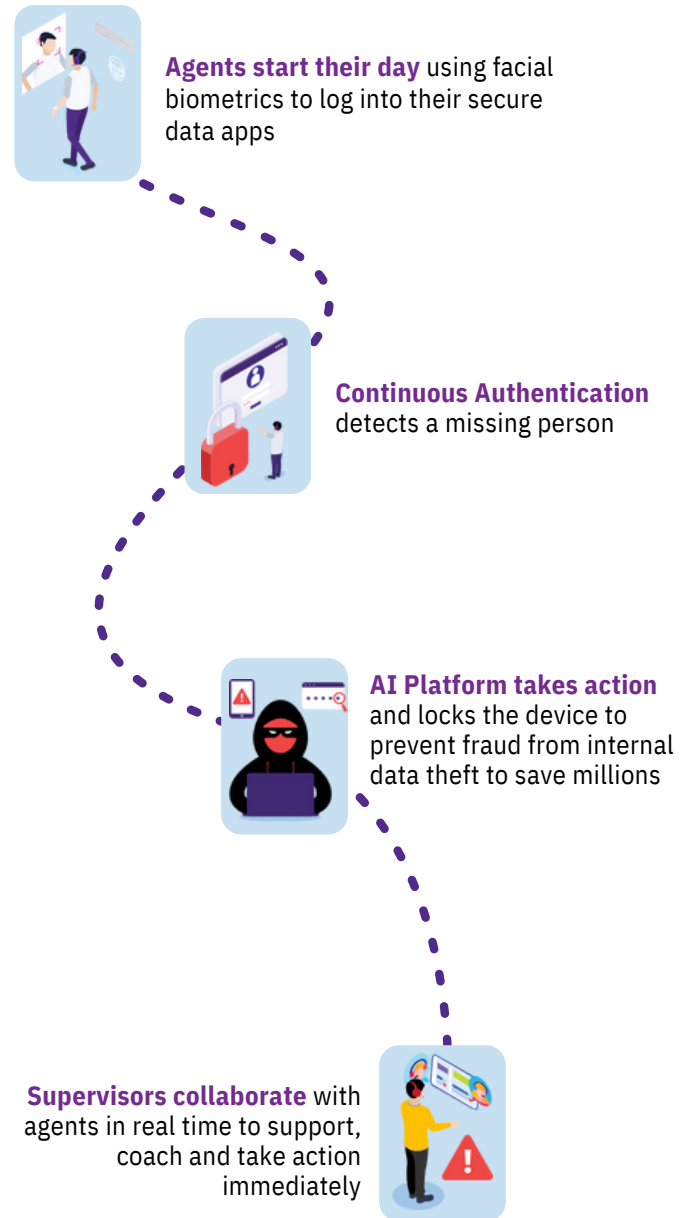 Agents start their day using facial
biometrics to log into their secure
data apps
Continuous Authentication
detects a missing person
AI Platform takes action
and locks the device to
prevent fraud from internal
data theft to save millions
Supervisors collaborate with
agents in real time to support,
coach and take action
immediately